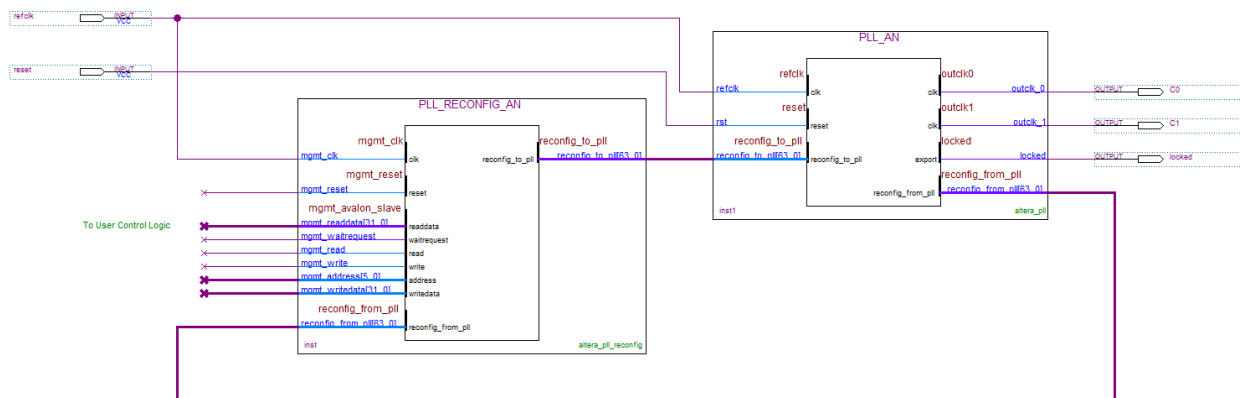 refclk INPUT VCC
reset INPUT VCC
PLL_RECONFIG_AN
mgmt_clk
mgmt_clk clk
mgmt_reset
mgmt_reset reset
mgmt_avalon_slave
To User Control Logic
mgmt_readdata[31..0] readdata
mgmt_waitrequest waitrequest
mgmt_read read
mgmt_write write
mgmt_address[5..0] address
mgmt_writedata[31..0] writedata
reconfig_from_pll
reconfig_from_pll[63..0] reconfig_from_pll
reconfig_to_pll
reconfig_to_pll reconfig_to_pll[63..0]
inst altera_pll_reconfig
PLL_AN
refclk
refclk clk
reset
rst reset
reconfig_to_pll
reconfig_to_pll[63..0] reconfig_to_pll
outclk0
clk outclk_0
outclk1
clk outclk_1
locked
export locked
reconfig_from_pll
reconfig_from_pll reconfig_from_pll[63..0]
inst1 altera_pll
OUTPUT C0
OUTPUT C1
OUTPUT locked